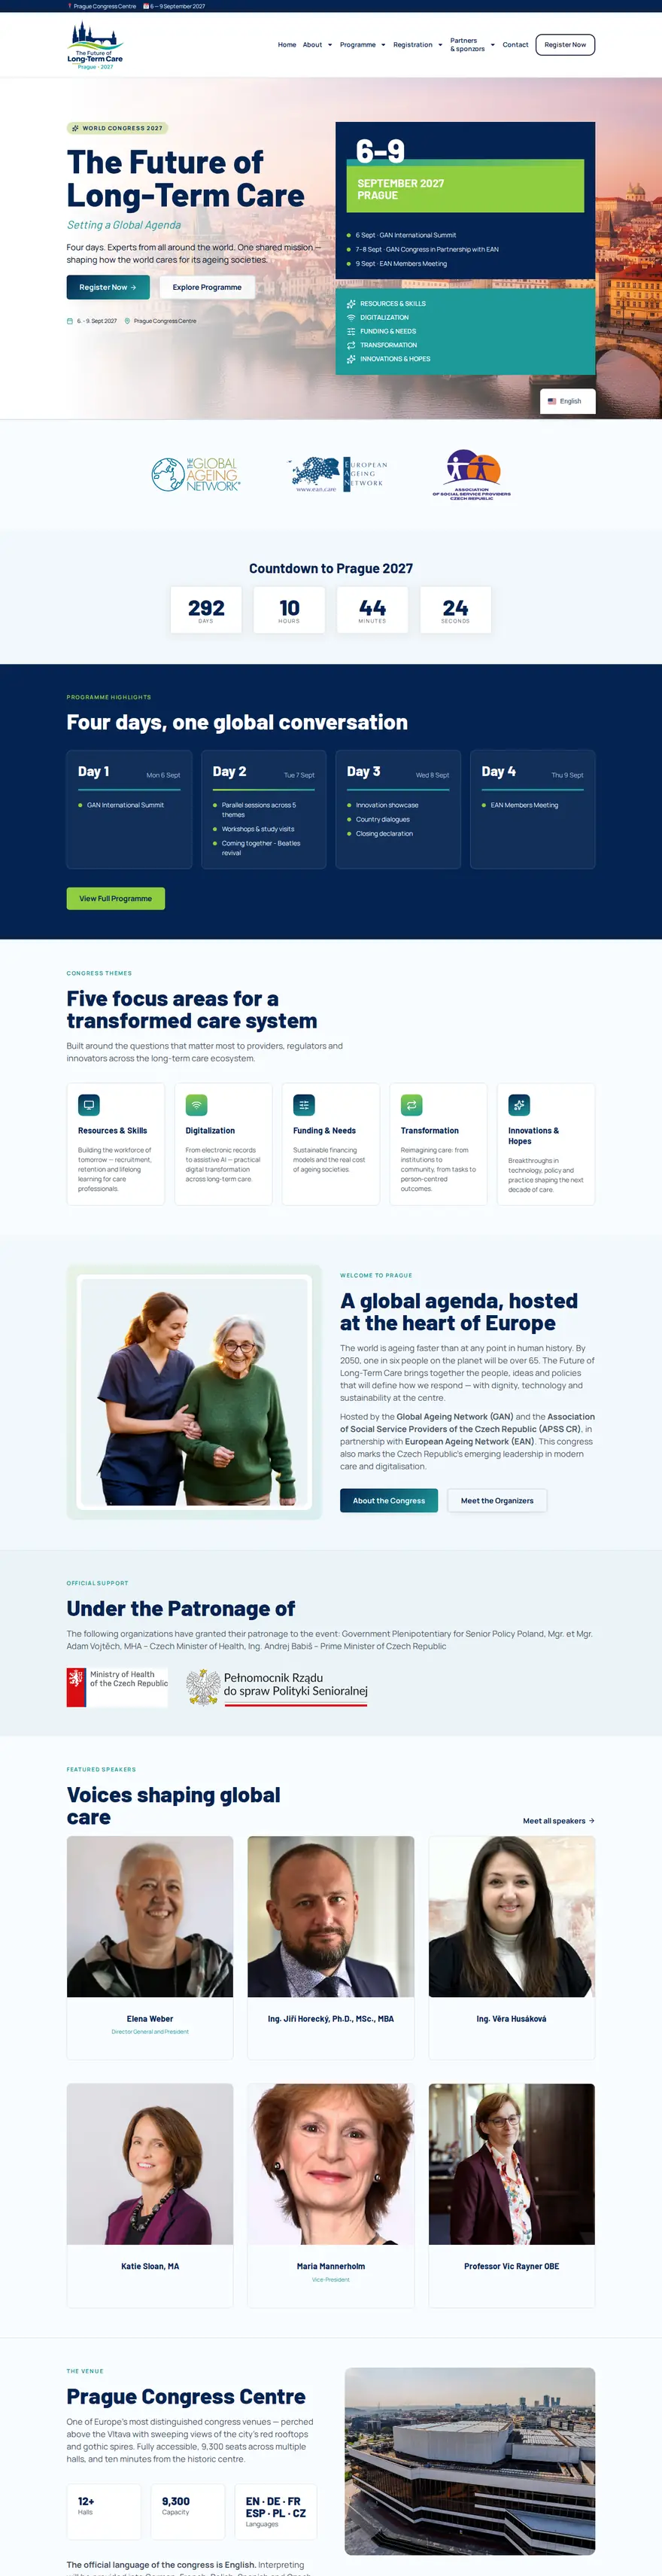 Prague Congress Centre 6 – 9 September 2027
The Future of
Long-Term Care
Prague - 2027
Home About Programme Registration Partners & sponzors Contact Register Now
WORLD CONGRESS 2027
The Future of
Long-Term Care
Setting a Global Agenda
Four days. Experts from all around the world. One shared mission —
shaping how the world cares for its ageing societies.
Register Now → Explore Programme
6. - 9. Sept 2027 Prague Congress Centre
6-9
SEPTEMBER 2027
PRAGUE
6 Sept · GAN International Summit
7–8 Sept · GAN Congress in Partnership with EAN
9 Sept · EAN Members Meeting
RESOURCES & SKILLS
DIGITALIZATION
FUNDING & NEEDS
TRANSFORMATION
INNOVATIONS & HOPES
English
THE GLOBAL
AGEING
NETWORK
EUROPEAN
AGEING
NETWORK
www.ean.care
ASSOCIATION
OF SOCIAL SERVICE PROVIDERS
CZECH REPUBLIC
Countdown to Prague 2027
292 10 44 24
DAYS HOURS MINUTES SECONDS
PROGRAMME HIGHLIGHTS
Four days, one global conversation
Day 1 Mon 6 Sept
GAN International Summit
Day 2 Tue 7 Sept
Parallel sessions across 5
themes
Workshops & study visits
Coming together - Beatles
revival
Day 3 Wed 8 Sept
Innovation showcase
Country dialogues
Closing declaration
Day 4 Thu 9 Sept
EAN Members Meeting
View Full Programme
CONGRESS THEMES
Five focus areas for a
transformed care system
Built around the questions that matter most to providers, regulators and
innovators across the long-term care ecosystem.
Resources & Skills
Building the workforce of
tomorrow — recruitment,
retention and lifelong
learning for care
professionals.
Digitalization
From electronic records
to assistive AI — practical
digital transformation
across long-term care.
Funding & Needs
Sustainable financing
models and the real cost
of ageing societies.
Transformation
Reimagining care: from
institutions to
community, from tasks to
person-centred
outcomes.
Innovations &
Hopes
Breakthroughs in
technology, policy and
practice shaping the next
decade of care.
WELCOME TO PRAGUE
A global agenda, hosted
at the heart of Europe
The world is ageing faster than at any point in human history. By
2050, one in six people on the planet will be over 65. The Future of
Long-Term Care brings together the people, ideas and policies
that will define how we respond — with dignity, technology and
sustainability at the centre.
Hosted by the Global Ageing Network (GAN) and the Association
of Social Service Providers of the Czech Republic (APSS CR), in
partnership with European Ageing Network (EAN). This congress
also marks the Czech Republic's emerging leadership in modern
care and digitalisation.
About the Congress Meet the Organizers
OFFICIAL SUPPORT
Under the Patronage of
The following organizations have granted their patronage to the event: Government Plenipotentiary for Senior Policy Poland, Mgr. et Mgr.
Adam Vojtěch, MHA – Czech Minister of Health, Ing. Andrej Babiš – Prime Minister of Czech Republic
Ministry of Health
of the Czech Republic
Pełnomocnik Rządu
do spraw Polityki Senioralnej
FEATURED SPEAKERS
Voices shaping global
care
Meet all speakers →
Elena Weber
Director General and President
Ing. Jiří Horecký, Ph.D., MSc., MBA
Ing. Věra Husáková
Katie Sloan, MA
Maria Mannerholm
Vice-President
Professor Vic Rayner OBE
THE VENUE
Prague Congress Centre
One of Europe's most distinguished congress venues — perched
above the Vltava with sweeping views of the city's red rooftops
and gothic spires. Fully accessible, 9,300 seats across multiple
halls, and ten minutes from the historic centre.
12+
Halls
9,300
Capacity
EN · DE · FR
ESP · PL · CZ
Languages
The official language of the congress is English. Interpreting